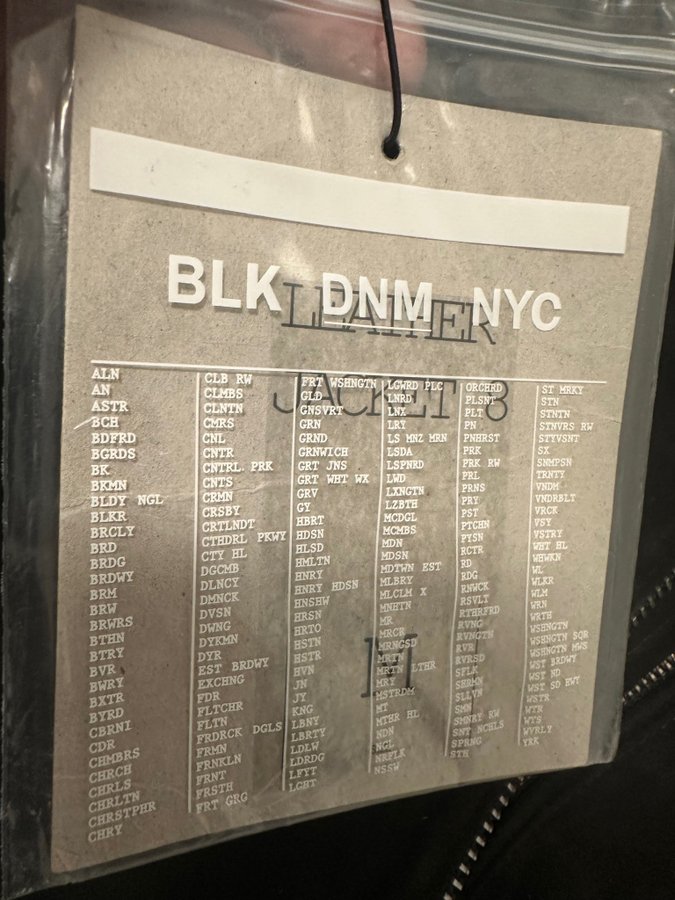 BLK DNM NYC
LEATHER
JACKET 8
M
ALN
AN
ASTR
BCH
BDFRD
BGRDS
BK
BKMN
BLDY NGL
BLKR
BRCLY
BRD
BRDG
BRDWY
BRM
BRW
BRWRS
BTHN
BTRY
BVR
BWRY
BXTR
BYRD
CBRNI
CDR
CHMBRS
CHRCH
CHRLS
CHRLTN
CHRSTPHR
CHRY
CLB RW
CLMBS
CLNTN
CMRS
CNL
CNTR
CNTRL PRK
CNTS
CRMN
CRSBY
CRTLNDT
CTHDRL PKWY
CTY HL
DGCMB
DLNCY
DMNCK
DVSN
DWNG
DYKMN
DYR
EST BRDWY
EXCHNG
FDR
FLTCHR
FLTN
FRDRCK DGLS
FRMN
FRNKLN
FRNT
FRSTH
FRT GRG
FRT WSHNGTN
GLD
GNSVRT
GRN
GRND
GRNWICH
GRT JNS
GRT WHT WX
GRV
GY
HBRT
HDSN
HLSD
HMLTN
HNRY
HNRY HDSN
HNSHW
HRSN
HRTO
HSTN
HSTR
HVN
JN
JY
KNG
LBNY
LBRTY
LDLW
LDRDG
LFYT
LGHT
LGWRD PLC
LNRD
LNX
LRY
LS MNZ MRN
LSDA
LSPNRD
LWD
LXNGTN
LZBTH
MCDGL
MCMBS
MDN
MDSN
MDTWN EST
MLBRY
MLCLM X
MNHTN
MR
MRCR
MRNGSD
MRTN
MRTN LTHR
MRY
MSTRDM
MT
MTHR HL
NDN
NGL
NRFLK
NSSW
ORCHRD
PLSNT
PLT
PN
PNHRST
PRK
PRK RW
PRL
PRNS
PRY
PST
PTCHN
PYSN
RCTR
RD
RDG
RNWCK
RSVLT
RTHRFRD
RVNG
RVNGTN
RVR
RVRSD
SFLK
SHRMN
SLLVN
SMN
SMNRY RW
SNT NCHLS
SPRNG
STH
ST MRKY
STN
STNTN
STNVRS RW
STYVSNT
SX
SNMPSN
TRNTY
VNDM
VNDRBLT
VRCK
VSY
VSTRY
WHT HL
WHWKN
WL
WLKR
WLM
WRN
WRTH
WSHNGTN
WSHNGTN SQR
WSHNGTN MWS
WST BRDWY
WST ND
WST SD HWY
WSTR
WTR
WTS
WVRLY
YRK